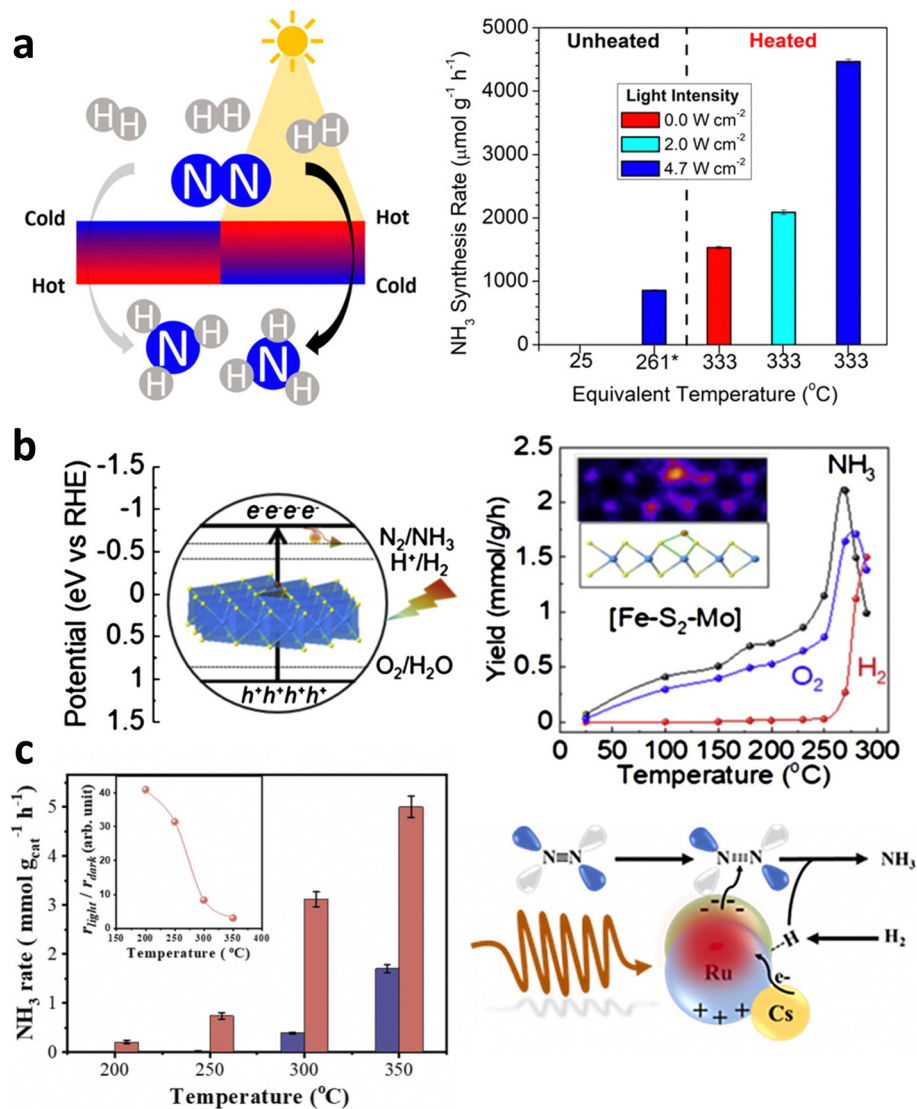 a
H H
H H
H H
N N
Cold
Hot
Hot
Cold
H
N
H
H
H
H
N
H
Unheated
Heated
Light Intensity
0.0 W cm⁻²
2.0 W cm⁻²
4.7 W cm⁻²
NH₃ Synthesis Rate (μmol g⁻¹ h⁻¹)
5000
4000
3000
2000
1000
0
25
261*
333
333
333
Equivalent Temperature (°C)
b
Potential (eV vs RHE)
-1.5
-1
-0.5
0
0.5
1
1.5
e⁻e⁻e⁻e⁻
N₂/NH₃
H⁺/H₂
O₂/H₂O
h⁺h⁺h⁺h⁺
Yield (mmol/g/h)
2.5
2
1.5
1
0.5
0
NH₃
[Fe-S₂-Mo]
O₂
H₂
0
50
100
150
200
250
300
Temperature (°C)
c
NH₃ rate ( mmol g_cat⁻¹ h⁻¹)
5
4
3
2
1
0
r_light / r_dark (arb. unit)
40
20
0
150
200
250
300
350
400
Temperature (°C)
200
250
300
350
Temperature (°C)
N≡N
N N
NH₃
H
H₂
Ru
e-
Cs
+ + +